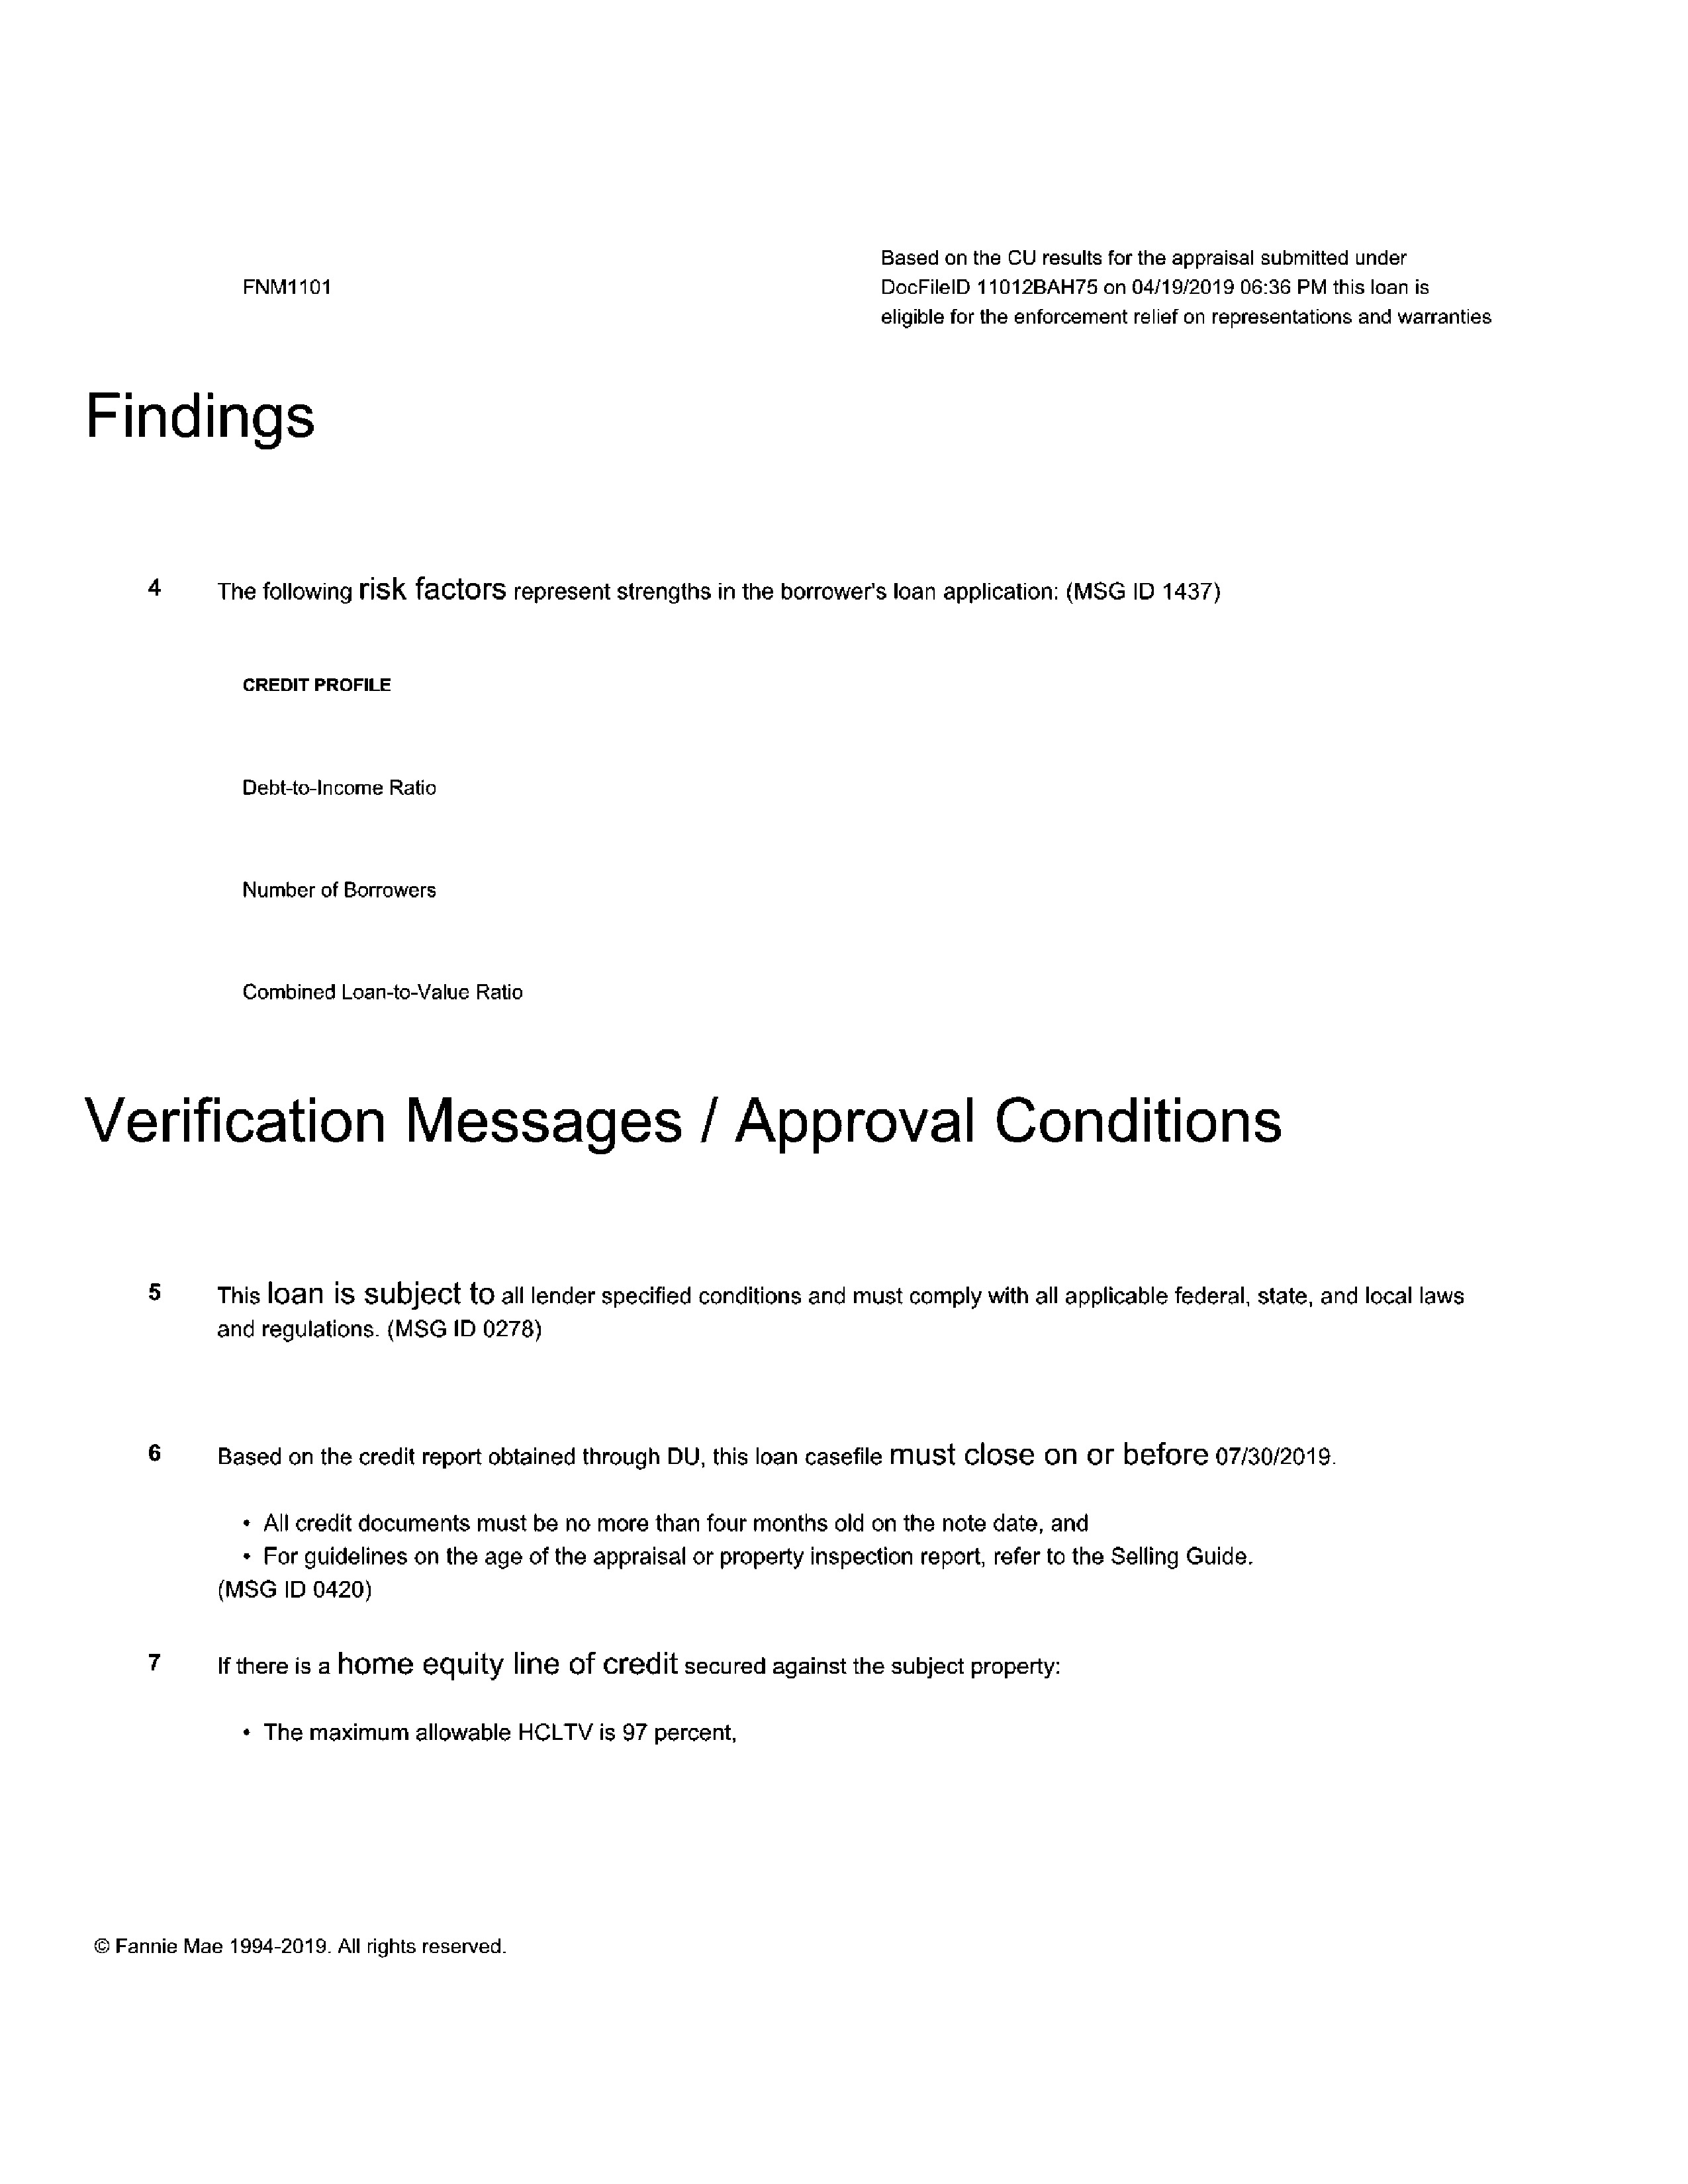 FNM1101
Based on the CU results for the appraisal submitted under
DocFileID 11012BAH75 on 04/19/2019 06:36 PM this loan is
eligible for the enforcement relief on representations and warranties
Findings
4 The following risk factors represent strengths in the borrower's loan application: (MSG ID 1437)
CREDIT PROFILE
Debt-to-Income Ratio
Number of Borrowers
Combined Loan-to-Value Ratio
Verification Messages / Approval Conditions
5 This loan is subject to all lender specified conditions and must comply with all applicable federal, state, and local laws
and regulations. (MSG ID 0278)
6 Based on the credit report obtained through DU, this loan casefile must close on or before 07/30/2019.
• All credit documents must be no more than four months old on the note date, and
• For guidelines on the age of the appraisal or property inspection report, refer to the Selling Guide.
(MSG ID 0420)
7 If there is a home equity line of credit secured against the subject property:
• The maximum allowable HCLTV is 97 percent,
© Fannie Mae 1994-2019. All rights reserved.